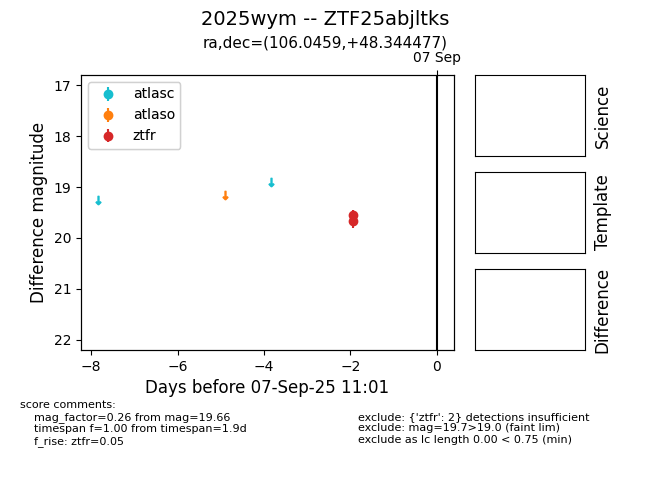 2025wym -- ZTF25abjltks
ra,dec=(106.0459,+48.344477)
07 Sep
17
18
19
20
21
22
Difference magnitude
atlasc
atlaso
ztfr
−8
−6
−4
−2
0
Days before 07-Sep-25 11:01
Science
Template
Difference
score comments:
mag_factor=0.26 from mag=19.66
timespan f=1.00 from timespan=1.9d
f_rise: ztfr=0.05
exclude: {'ztfr': 2} detections insufficient
exclude: mag=19.7>19.0 (faint lim)
exclude as lc length 0.00 < 0.75 (min)